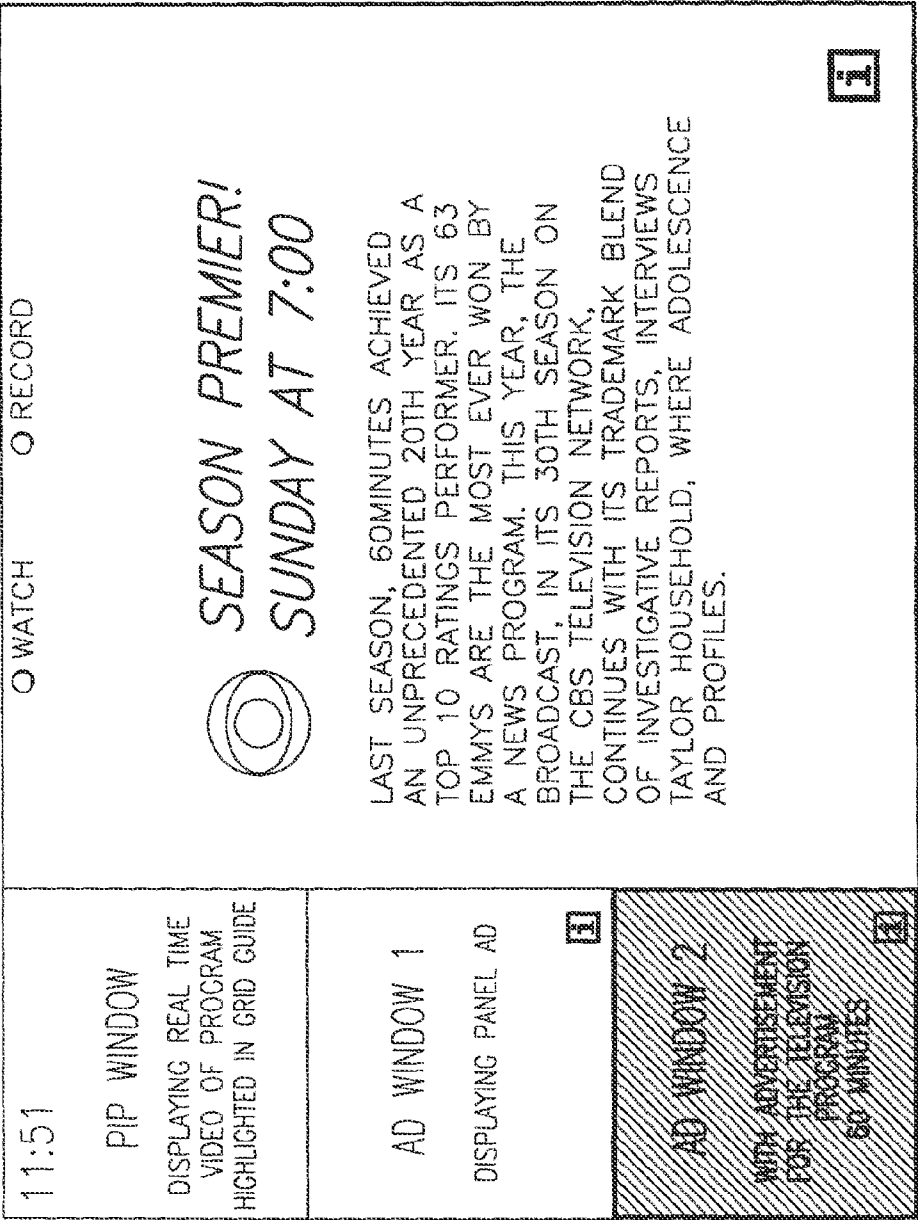 11:51
○ WATCH
○ RECORD
PIP WINDOW
DISPLAYING REAL TIME
VIDEO OF PROGRAM
HIGHLIGHTED IN GRID GUIDE
AD WINDOW 1
DISPLAYING PANEL AD
i
AD WINDOW 2
WITH ADVERTISEMENT
FOR THE TELEVISION
PROGRAM
60 MINUTES
i
SEASON PREMIER!
SUNDAY AT 7:00
LAST SEASON, 60MINUTES ACHIEVED
AN UNPRECEDENTED 20TH YEAR AS A
TOP 10 RATINGS PERFORMER. ITS 63
EMMYS ARE THE MOST EVER WON BY
A NEWS PROGRAM. THIS YEAR, THE
BROADCAST, IN ITS 30TH SEASON ON
THE CBS TELEVISION NETWORK,
CONTINUES WITH ITS TRADEMARK BLEND
OF INVESTIGATIVE REPORTS, INTERVIEWS
TAYLOR HOUSEHOLD, WHERE ADOLESCENCE
AND PROFILES.
i